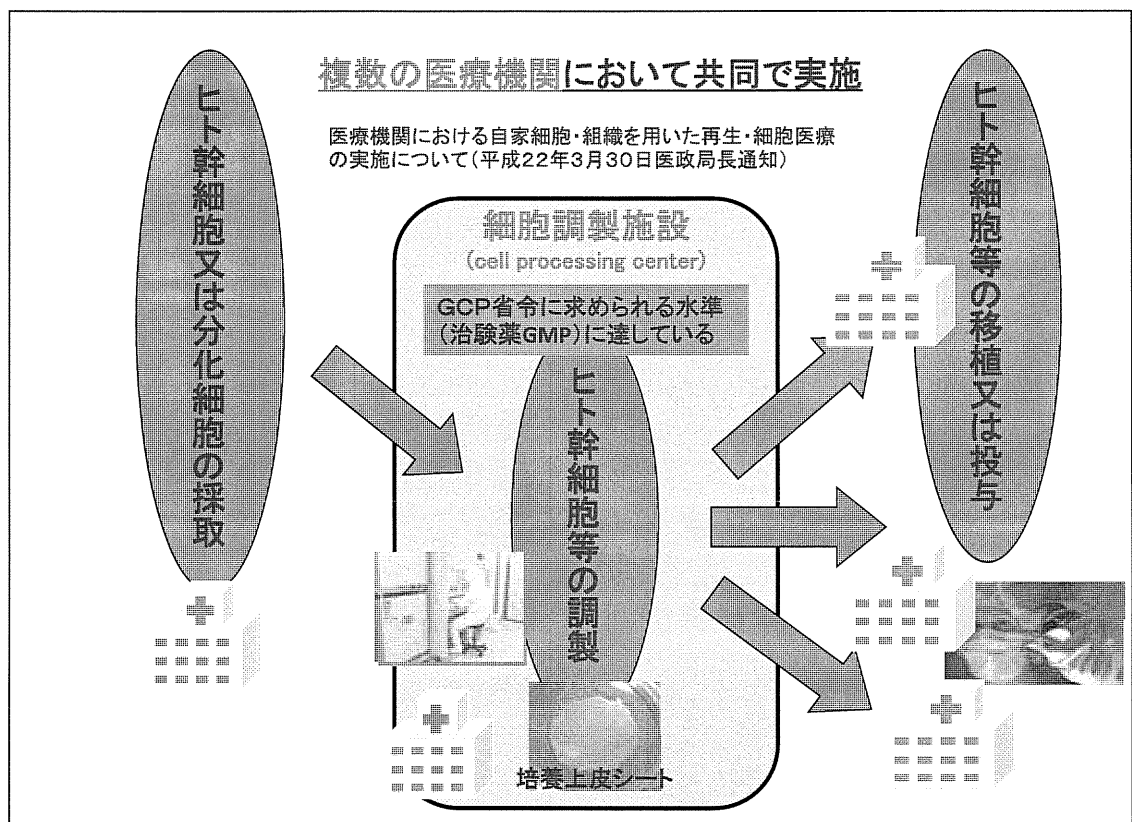 複数の医療機関において共同で実施
医療機関における自家細胞・組織を用いた再生・細胞医療
の実施について(平成22年3月30日医政局長通知)
ヒト幹細胞又は分化細胞の採取
細胞調製施設
(cell processing center)
GCP省令に求められる水準
(治験薬GMP)に達している
ヒト幹細胞等の調製
培養上皮シート
ヒト幹細胞等の移植又は投与